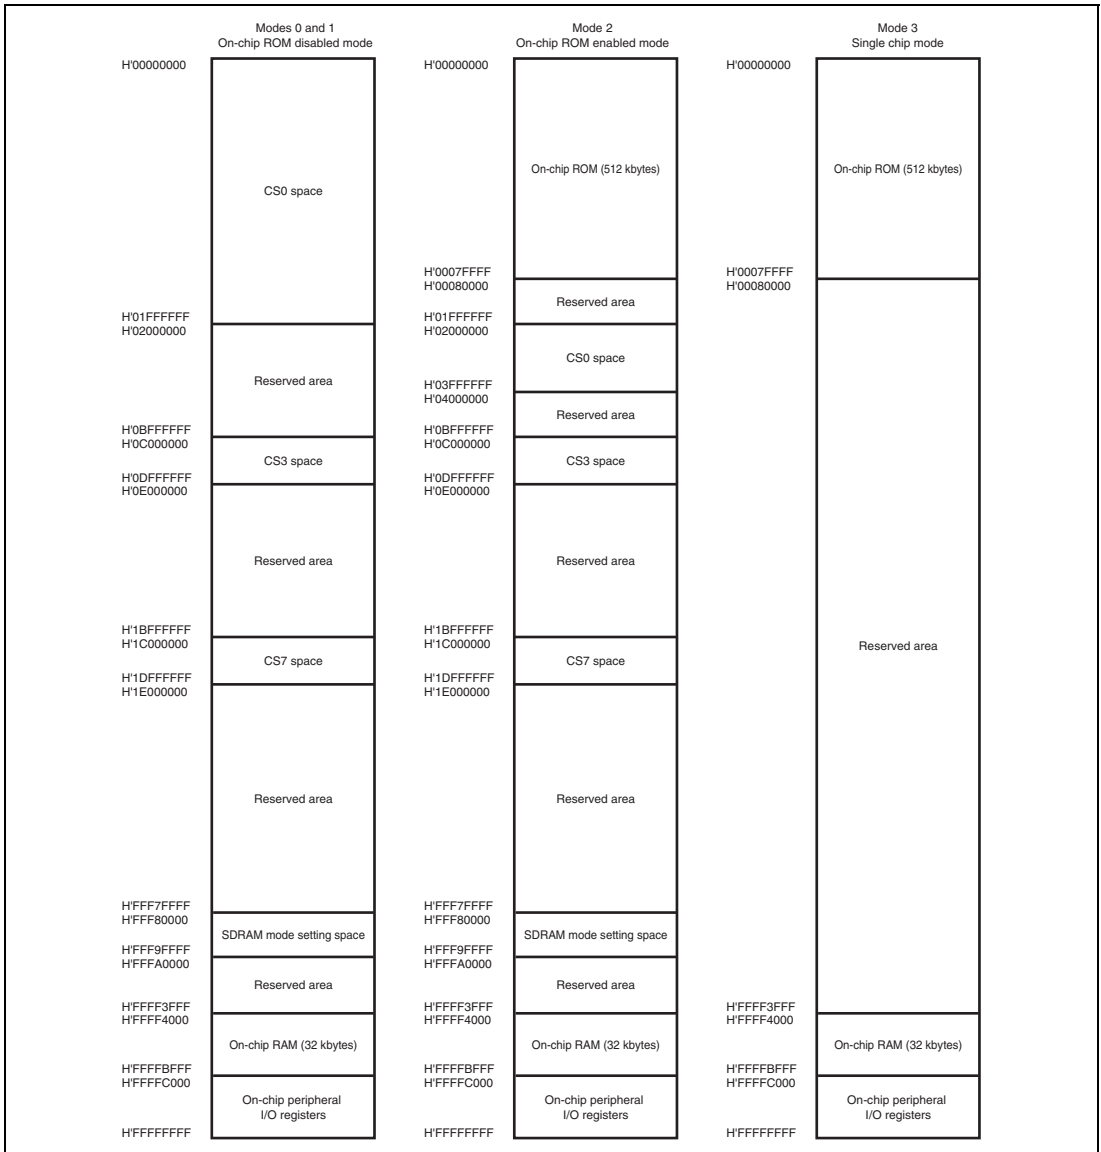 Modes 0 and 1
On-chip ROM disabled mode
H'00000000
CS0 space
H'01FFFFFF
H'02000000
Reserved area
H'0BFFFFFF
H'0C000000
CS3 space
H'0DFFFFFF
H'0E000000
Reserved area
H'1BFFFFFF
H'1C000000
CS7 space
H'1DFFFFFF
H'1E000000
Reserved area
H'FFF7FFFF
H'FFF80000
SDRAM mode setting space
H'FFF9FFFF
H'FFFA0000
Reserved area
H'FFFF3FFF
H'FFFF4000
On-chip RAM (32 kbytes)
H'FFFFBFFF
H'FFFFC000
On-chip peripheral
I/O registers
H'FFFFFFFF
Mode 2
On-chip ROM enabled mode
H'00000000
On-chip ROM (512 kbytes)
H'0007FFFF
H'00080000
Reserved area
H'01FFFFFF
H'02000000
CS0 space
H'03FFFFFF
H'04000000
Reserved area
H'0BFFFFFF
H'0C000000
CS3 space
H'0DFFFFFF
H'0E000000
Reserved area
H'1BFFFFFF
H'1C000000
CS7 space
H'1DFFFFFF
H'1E000000
Reserved area
H'FFF7FFFF
H'FFF80000
SDRAM mode setting space
H'FFF9FFFF
H'FFFA0000
Reserved area
H'FFFF3FFF
H'FFFF4000
On-chip RAM (32 kbytes)
H'FFFFBFFF
H'FFFFC000
On-chip peripheral
I/O registers
H'FFFFFFFF
Mode 3
Single chip mode
H'00000000
On-chip ROM (512 kbytes)
H'0007FFFF
H'00080000
Reserved area
H'FFFF3FFF
H'FFFF4000
On-chip RAM (32 kbytes)
H'FFFFBFFF
H'FFFFC000
On-chip peripheral
I/O registers
H'FFFFFFFF